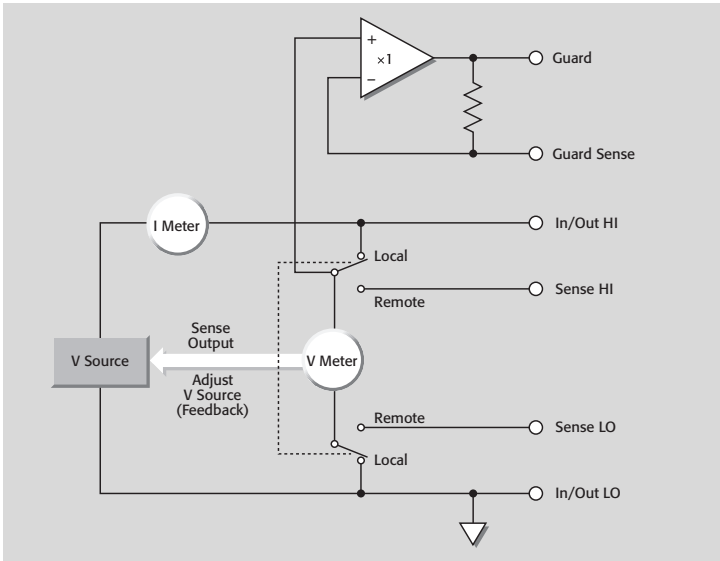 +
×1
−
Guard
Guard Sense
I Meter
In/Out HI
Local
Sense HI
Remote
Sense
Output
V Source
V Meter
Adjust
V Source
(Feedback)
Remote
Sense LO
Local
In/Out LO